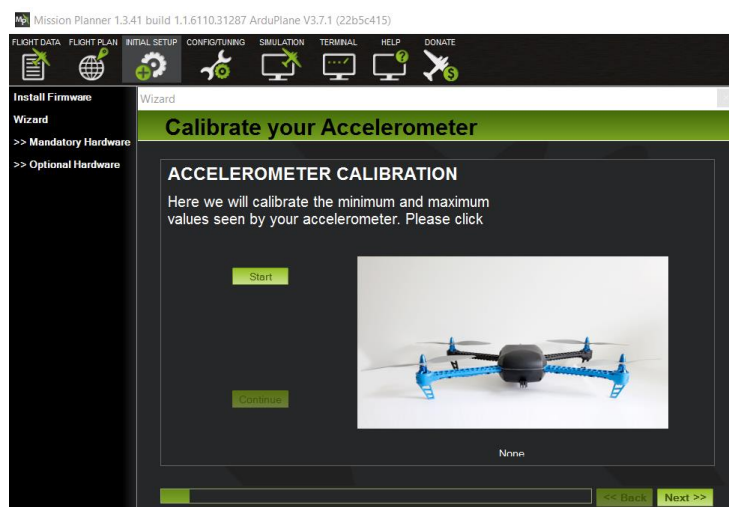 Mission Planner 1.3.41 build 1.1.6110.31287 ArduPlane V3.7.1 (22b5c415)
FLIGHT DATA FLIGHT PLAN INITIAL SETUP CONFIG/TUNING SIMULATION TERMINAL HELP DONATE
Install Firmware
Wizard
>> Mandatory Hardware
>> Optional Hardware
Wizard
Calibrate your Accelerometer
ACCELEROMETER CALIBRATION
Here we will calibrate the minimum and maximum
values seen by your accelerometer. Please click
Start
Continue
None
<< Back Next >>